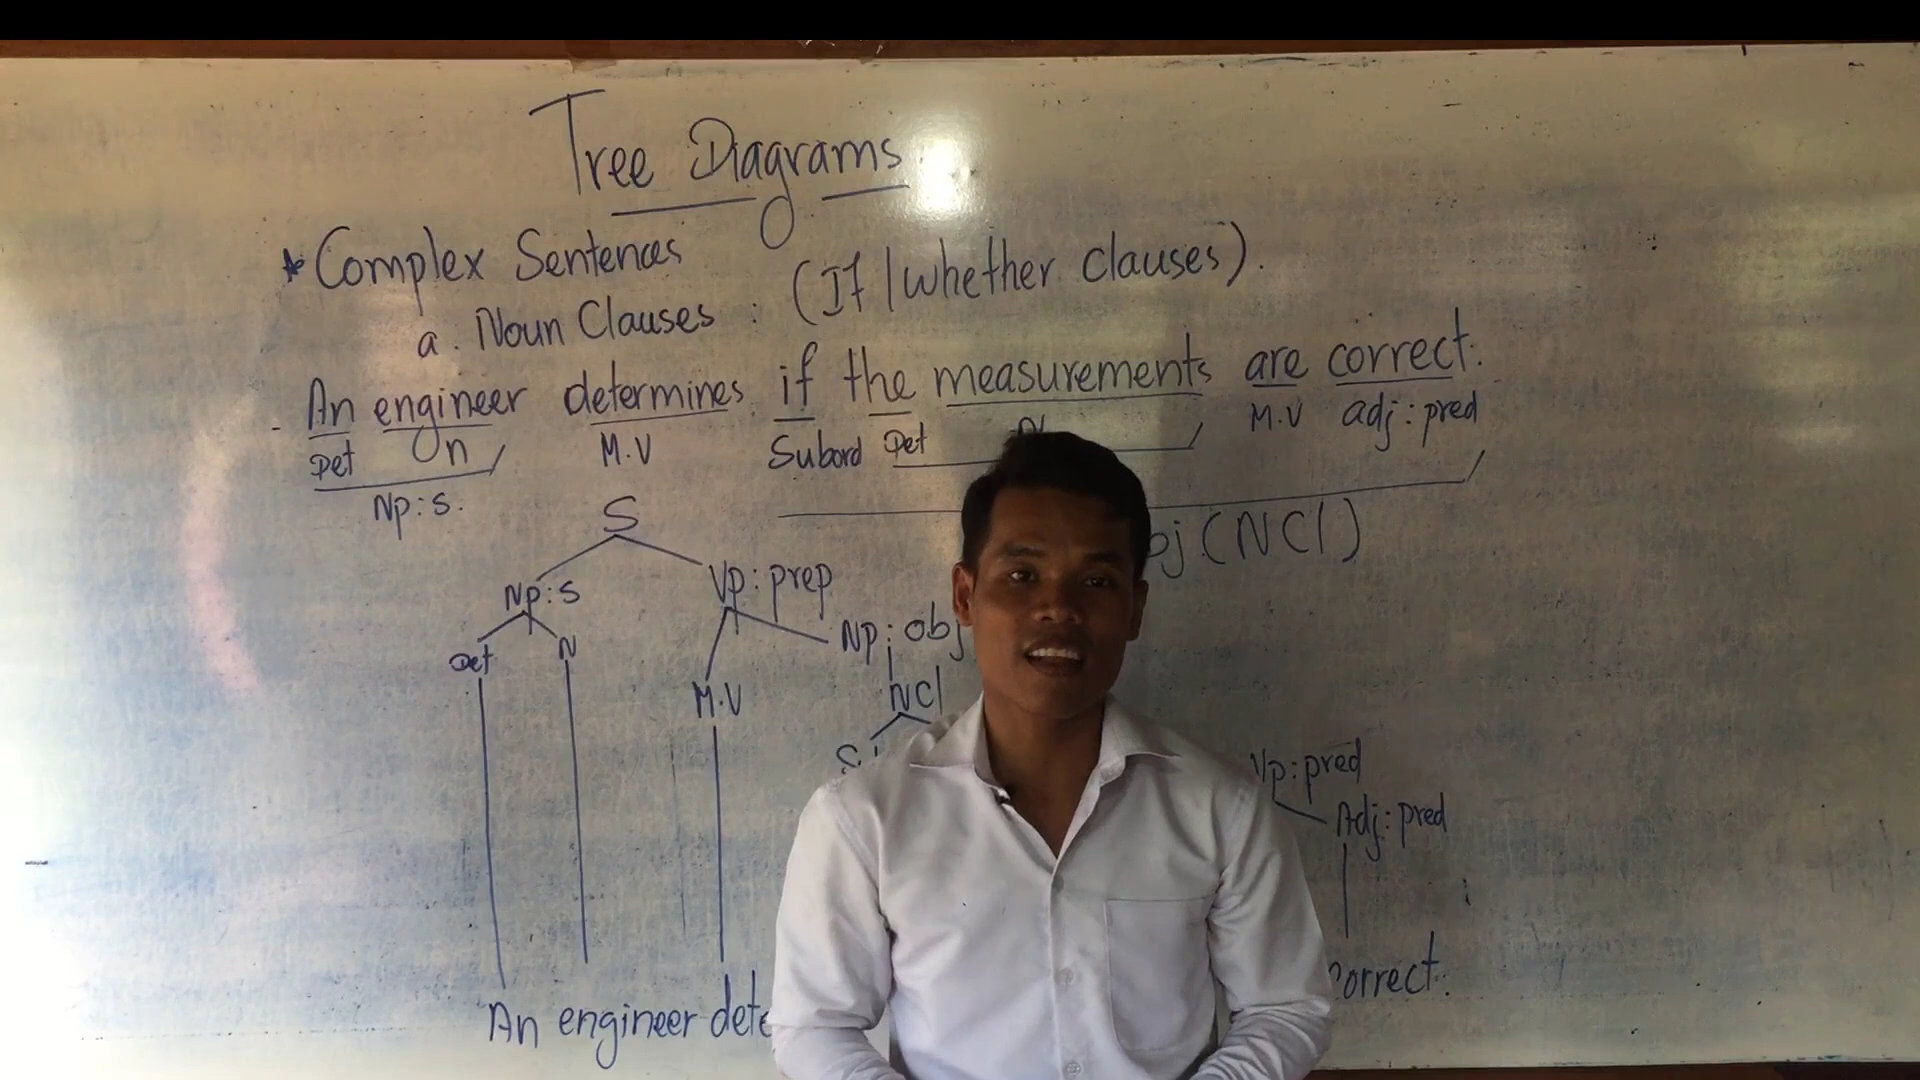 Tree Diagrams
* Complex Sentences
a. Noun Clauses : (If / whether clauses).
An engineer determines if the measurements are correct.
Det n M.V Subord Det M.V adj : pred
Np : s.
(NCl)
S
Np : S Vp : prep
Det N M.V Np : obj
NCl
Vp : pred
Adj : pred
An engineer